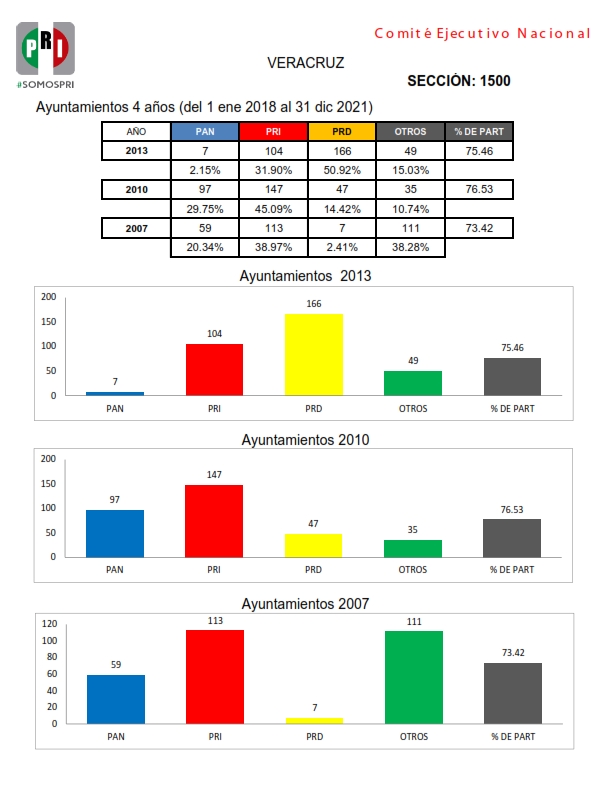 Comité Ejecutivo Nacional
PRI
#SOMOSPRI
VERACRUZ
SECCIÓN: 1500
Ayuntamientos 4 años (del 1 ene 2018 al 31 dic 2021)
AÑO PAN PRI PRD OTROS % DE PART
2013 7 104 166 49 75.46
2.15% 31.90% 50.92% 15.03%
2010 97 147 47 35 76.53
29.75% 45.09% 14.42% 10.74%
2007 59 113 7 111 73.42
20.34% 38.97% 2.41% 38.28%
Ayuntamientos 2013
200
166
150
104
100
75.46
50
49
7
0
PAN PRI PRD OTROS % DE PART
Ayuntamientos 2010
200
150
147
100
97
76.53
50
47
35
0
PAN PRI PRD OTROS % DE PART
Ayuntamientos 2007
120
113 111
100
80
73.42
60
59
40
20
7
0
PAN PRI PRD OTROS % DE PART